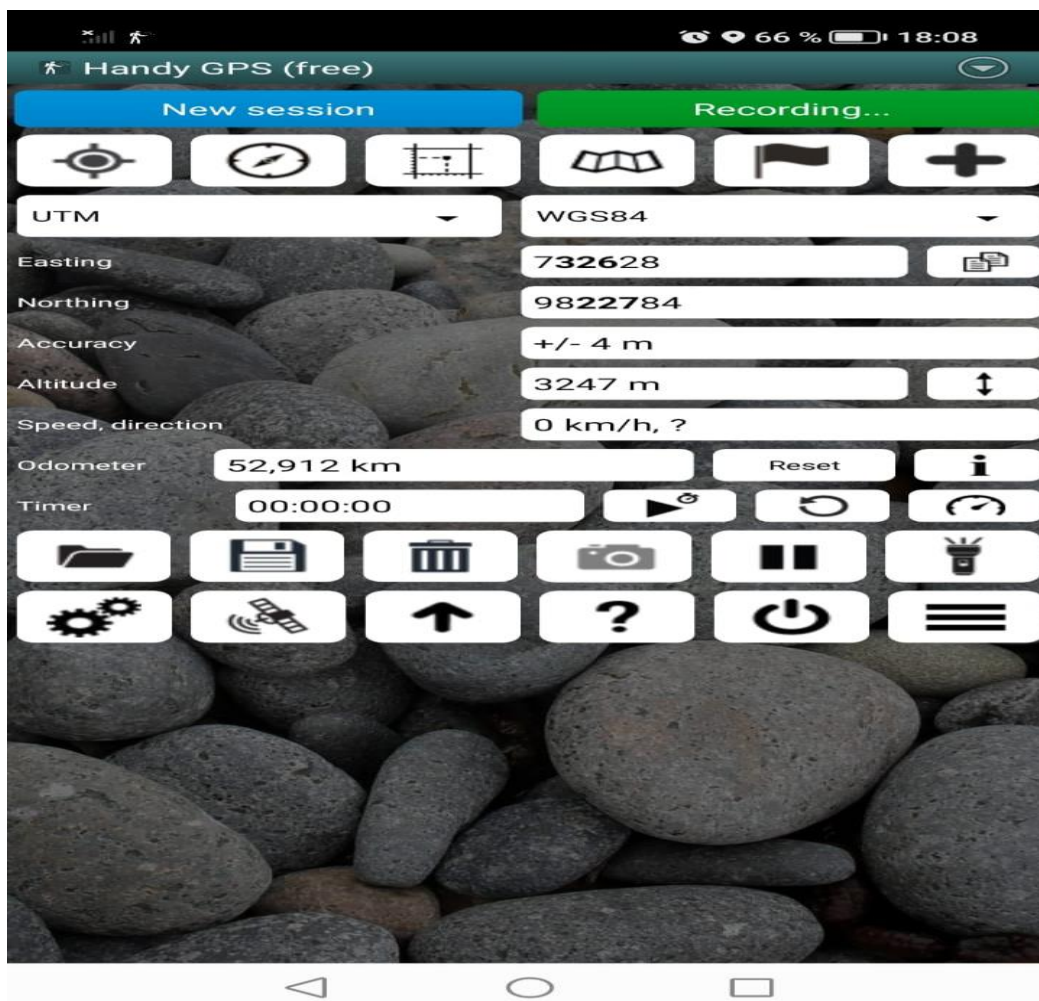 66 % 18:08
Handy GPS (free)
New session Recording...
UTM WGS84
Easting 7326628
Northing 9822784
Accuracy +/- 4 m
Altitude 3247 m
Speed, direction 0 km/h, ?
Odometer 52,912 km Reset i
Timer 00:00:00
?